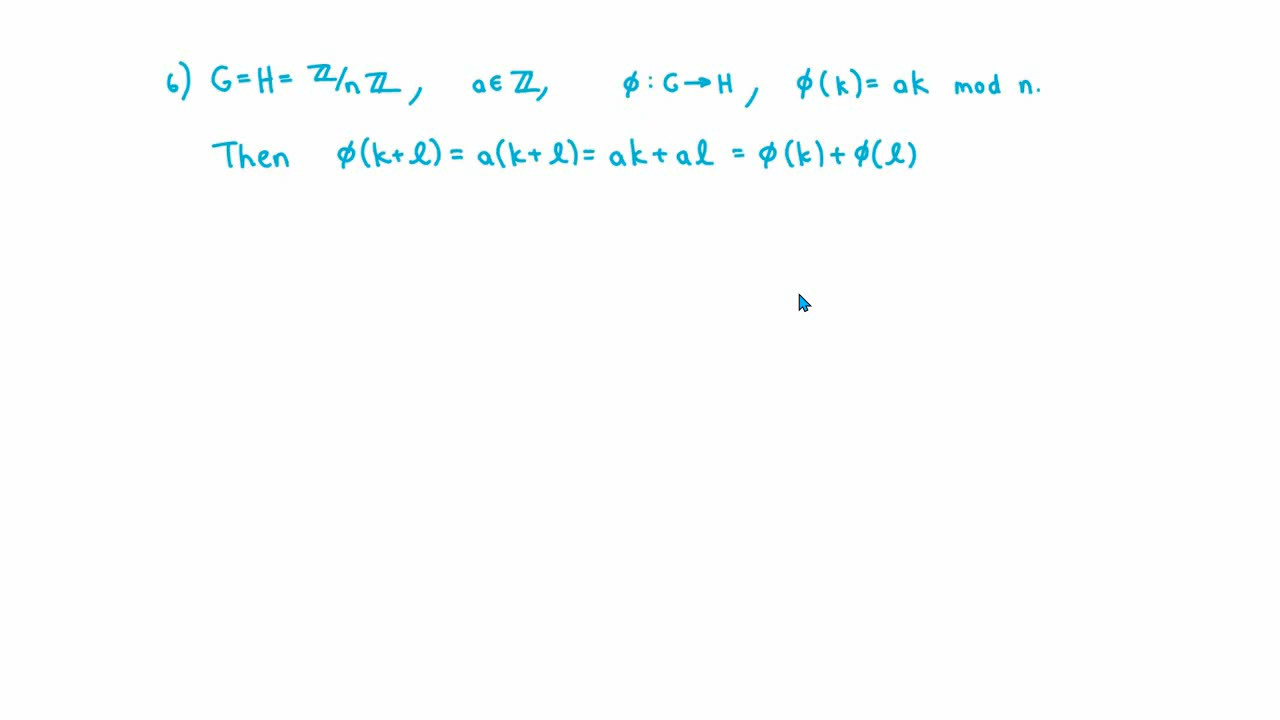 6) G=H= ℤ/nℤ, a∈ℤ, ϕ:G→H, ϕ(k)= ak mod n.
Then ϕ(k+l) = a(k+l)= ak+al = ϕ(k)+ϕ(l)